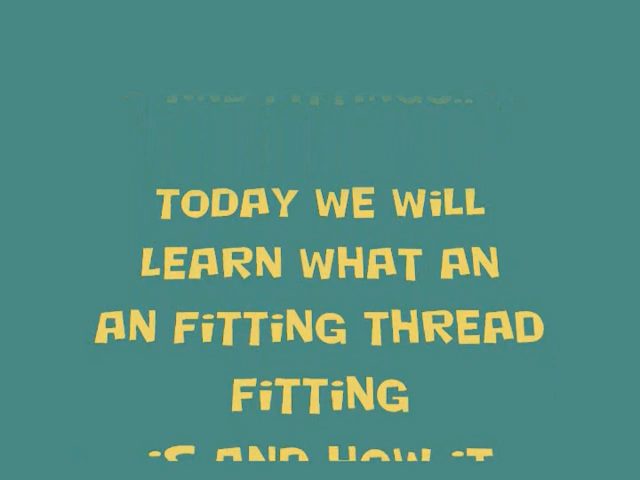 TODAY WE WiLL
LEARN WHAT AN
AN FiTTiNG THREAD
FiTTiNG
iS AND HOW iT